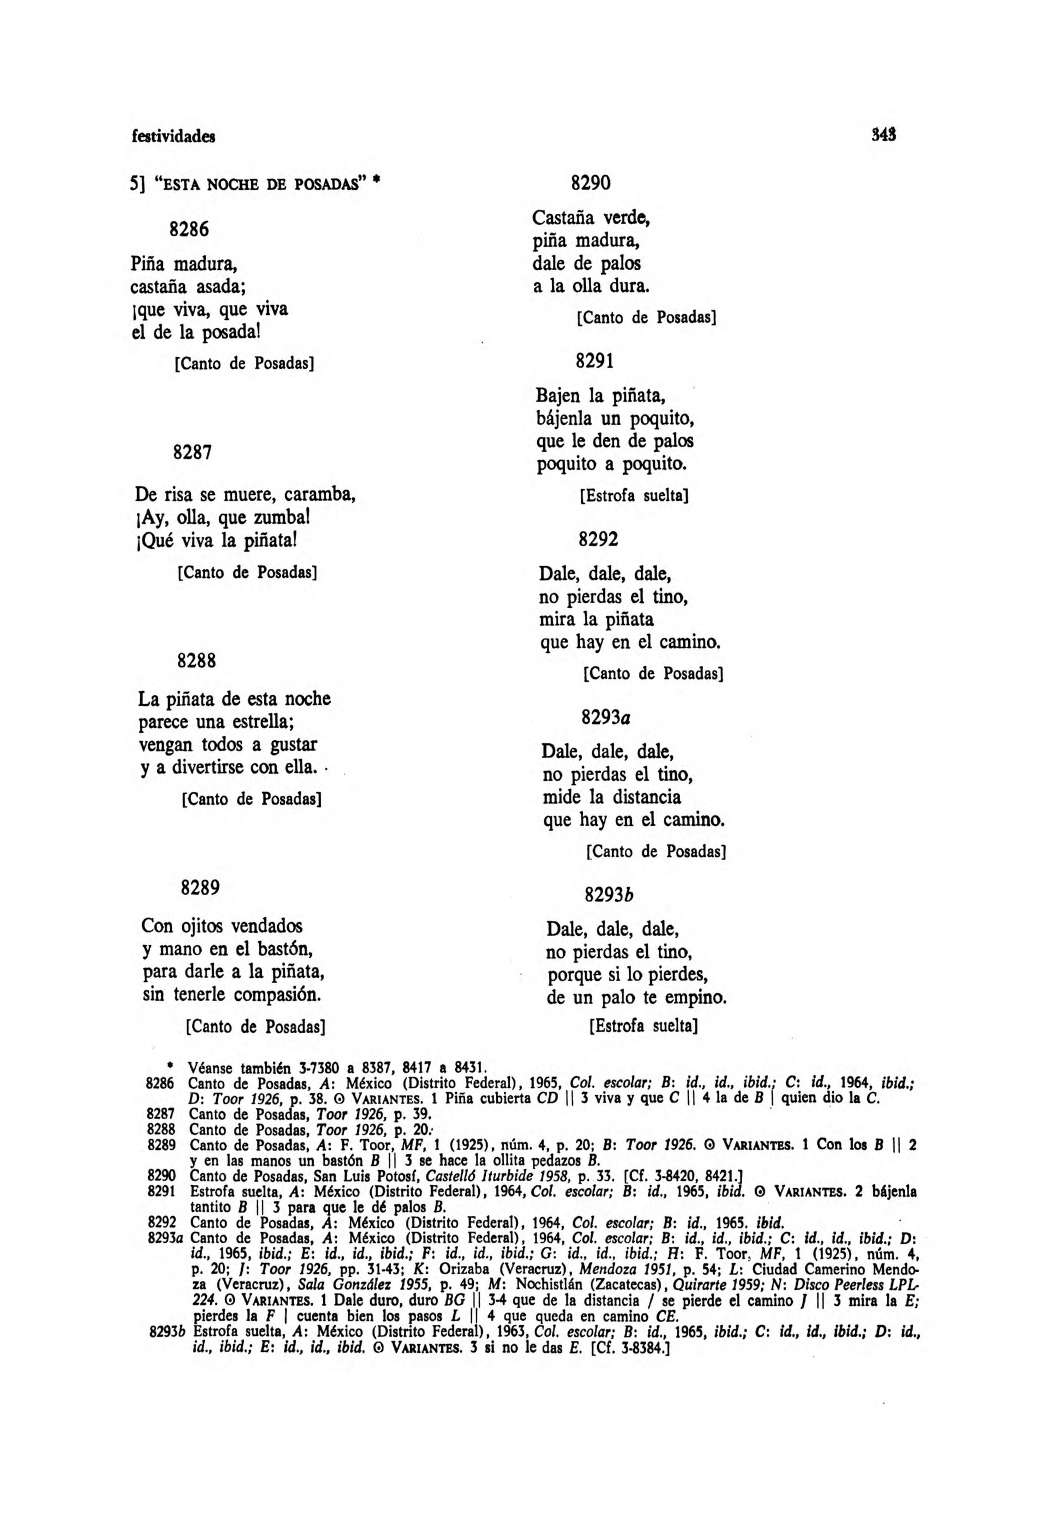 festividades
343
5] “ESTA NOCHE DE POSADAS” *
8286
Piña madura,
castaña asada;
¡que viva, que viva
el de la posada!
[Canto de Posadas]
8287
De risa se muere, caramba,
¡Ay, olla, que zumba!
¡Qué viva la piñata!
[Canto de Posadas]
8288
La piñata de esta noche
parece una estrella;
vengan todos a gustar
y a divertirse con ella.
[Canto de Posadas]
8289
Con ojitos vendados
y mano en el bastón,
para darle a la piñata,
sin tenerle compasión.
[Canto de Posadas]
8290
Castaña verde,
piña madura,
dale de palos
a la olla dura.
[Canto de Posadas]
8291
Bajen la piñata,
bájenla un poquito,
que le den de palos
poquito a poquito.
[Estrofa suelta]
8292
Dale, dale, dale,
no pierdas el tino,
mira la piñata
que hay en el camino.
[Canto de Posadas]
8293a
Dale, dale, dale,
no pierdas el tino,
mide la distancia
que hay en el camino.
[Canto de Posadas]
8293b
Dale, dale, dale,
no pierdas el tino,
porque si lo pierdes,
de un palo te empino.
[Estrofa suelta]
* Véanse también 3-7380 a 8387, 8417 a 8431.
8286 Canto de Posadas, A: México (Distrito Federal), 1965, Col. escolar; B: id., id., ibid.; C: id., 1964, ibid.;
D: Toor 1926, p. 38. ⊙ VARIANTES. 1 Piña cubierta CD || 3 viva y que C || 4 la de B | quien dio la C.
8287 Canto de Posadas, Toor 1926, p. 39.
8288 Canto de Posadas, Toor 1926, p. 20.
8289 Canto de Posadas, A: F. Toor, MF, 1 (1925), núm. 4, p. 20; B: Toor 1926. ⊙ VARIANTES. 1 Con los B || 2
y en las manos un bastón B || 3 se hace la ollita pedazos B.
8290 Canto de Posadas, San Luis Potosí, Castelló Iturbide 1958, p. 33. [Cf. 3-8420, 8421.]
8291 Estrofa suelta, A: México (Distrito Federal), 1964, Col. escolar; B: id., 1965, ibid. ⊙ VARIANTES. 2 bájenla
tantito B || 3 para que le dé palos B.
8292 Canto de Posadas, A: México (Distrito Federal), 1964, Col. escolar; B: id., 1965. ibid.
8293a Canto de Posadas, A: México (Distrito Federal), 1964, Col. escolar; B: id., id., ibid.; C: id., id., ibid.; D:
id., 1965, ibid.; E: id., id., ibid.; F: id., id., ibid.; G: id., id., ibid.; H: F. Toor, MF, 1 (1925), núm. 4,
p. 20; J: Toor 1926, pp. 31-43; K: Orizaba (Veracruz), Mendoza 1951, p. 54; L: Ciudad Camerino Mendo-
za (Veracruz), Sala González 1955, p. 49; M: Nochistlán (Zacatecas), Quirarte 1959; N: Disco Peerless LPL-
224. ⊙ VARIANTES. 1 Dale duro, duro BG || 3-4 que de la distancia / se pierde el camino J || 3 mira la E;
pierdes la F | cuenta bien los pasos L || 4 que queda en camino CE.
8293b Estrofa suelta, A: México (Distrito Federal), 1963, Col. escolar; B: id., 1965, ibid.; C: id., id., ibid.; D: id.,
id., ibid.; E: id., id., ibid. ⊙ VARIANTES. 3 si no le das E. [Cf. 3-8384.]